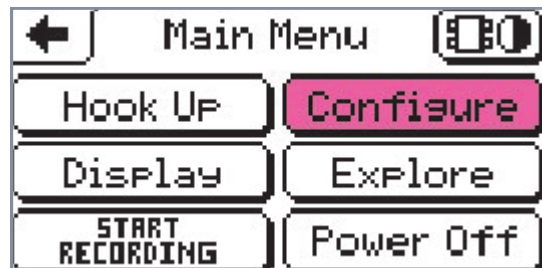 Main Menu
Hook Up
Configure
Display
Explore
START
RECORDING
Power Off